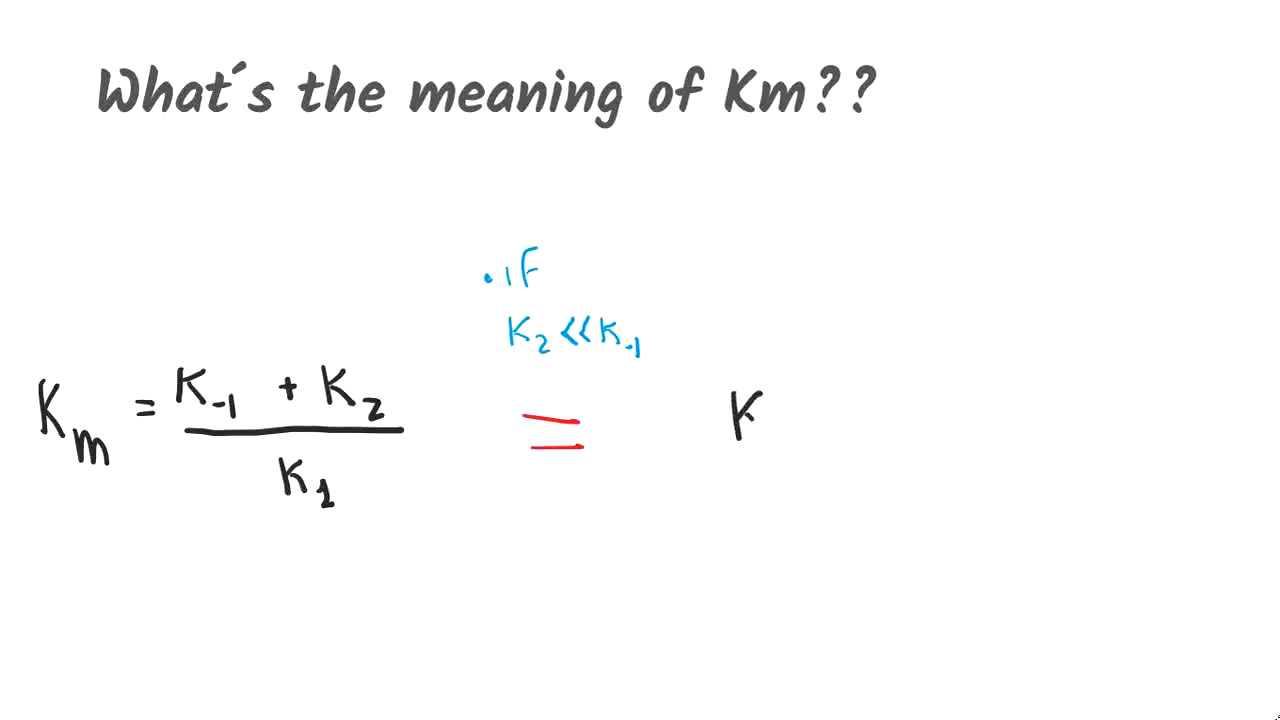 What´s the meaning of Km??
. IF
K2 << K-1
Km = K-1 + K2 = K
K1